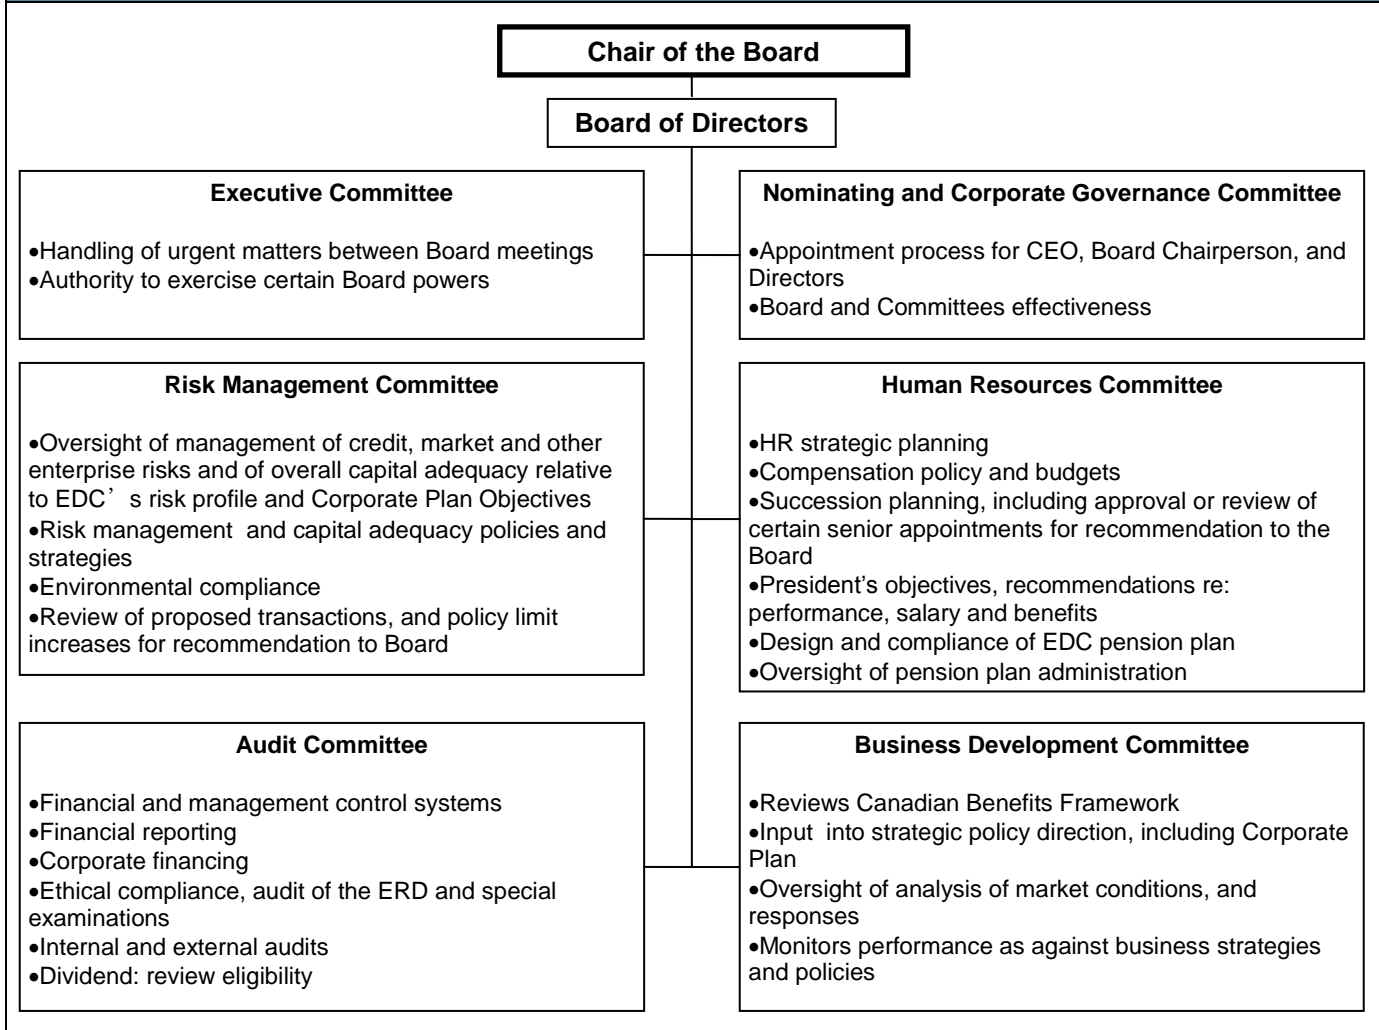 Chair of the Board
Board of Directors
Executive Committee
•Handling of urgent matters between Board meetings
•Authority to exercise certain Board powers
Nominating and Corporate Governance Committee
•Appointment process for CEO, Board Chairperson, and
Directors
•Board and Committees effectiveness
Risk Management Committee
•Oversight of management of credit, market and other
enterprise risks and of overall capital adequacy relative
to EDC’s risk profile and Corporate Plan Objectives
•Risk management and capital adequacy policies and
strategies
•Environmental compliance
•Review of proposed transactions, and policy limit
increases for recommendation to Board
Human Resources Committee
•HR strategic planning
•Compensation policy and budgets
•Succession planning, including approval or review of
certain senior appointments for recommendation to the
Board
•President’s objectives, recommendations re:
performance, salary and benefits
•Design and compliance of EDC pension plan
•Oversight of pension plan administration
Audit Committee
•Financial and management control systems
•Financial reporting
•Corporate financing
•Ethical compliance, audit of the ERD and special
examinations
•Internal and external audits
•Dividend: review eligibility
Business Development Committee
•Reviews Canadian Benefits Framework
•Input into strategic policy direction, including Corporate
Plan
•Oversight of analysis of market conditions, and
responses
•Monitors performance as against business strategies
and policies